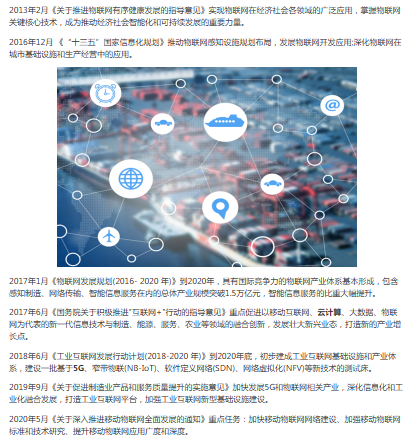 2013年2月《关于推进物联网有序健康发展的指导意见》实现物联网在经济社会各领域的广泛应用，掌握物联网
关键核心技术，成为推动经济社会智能化和可持续发展的重要力量。
2016年12月 《“十三五”国家信息化规划》推动物联网感知设施规划布局，发展物联网开发应用;深化物联网在
城市基础设施和生产经营中的应用。
@
2017年1月《物联网发展规划(2016- 2020 年)》到2020年，具有国际竞争力的物联网产业体系基本形成，包含
感知制造、网络传输、智能信息服务在内的总体产业规模突破1.5万亿元，智能信息服务的比重大幅提升。
2017年6月《国务院关于积极推进"互联网+"行动的指导意见》重点促进以移动互联网、云计算、大数据、物联
网为代表的新一代信息技术与制造、能源、服务、农业等领域的融合创新，发展壮大新兴业态，打造新的产业增
长点。
2018年6月《工业互联网发展行动计划(2018-2020 年)》到2020年底，初步建成工业互联网基础设施和产业体
系，建设一批基于5G、窄带物联(NB-IoT)、软件定义网络(SDN)、网络虚拟化(NFV)等新技术的测试床。
2019年9月《关于促进制造业产品和服务质量提升的实施意见》加快发展5G和物联网相关产业，深化信息化和工
业化融合发展，打造工业互联网平台，加强工业互联网新型基础设施建设。
2020年5月《关于深入推进移动物联网全面发展的通知》重点任务：加快移动物联网网络建设、加强移动物联网
标准和技术研究、提升移动物联网应用广度和深度。